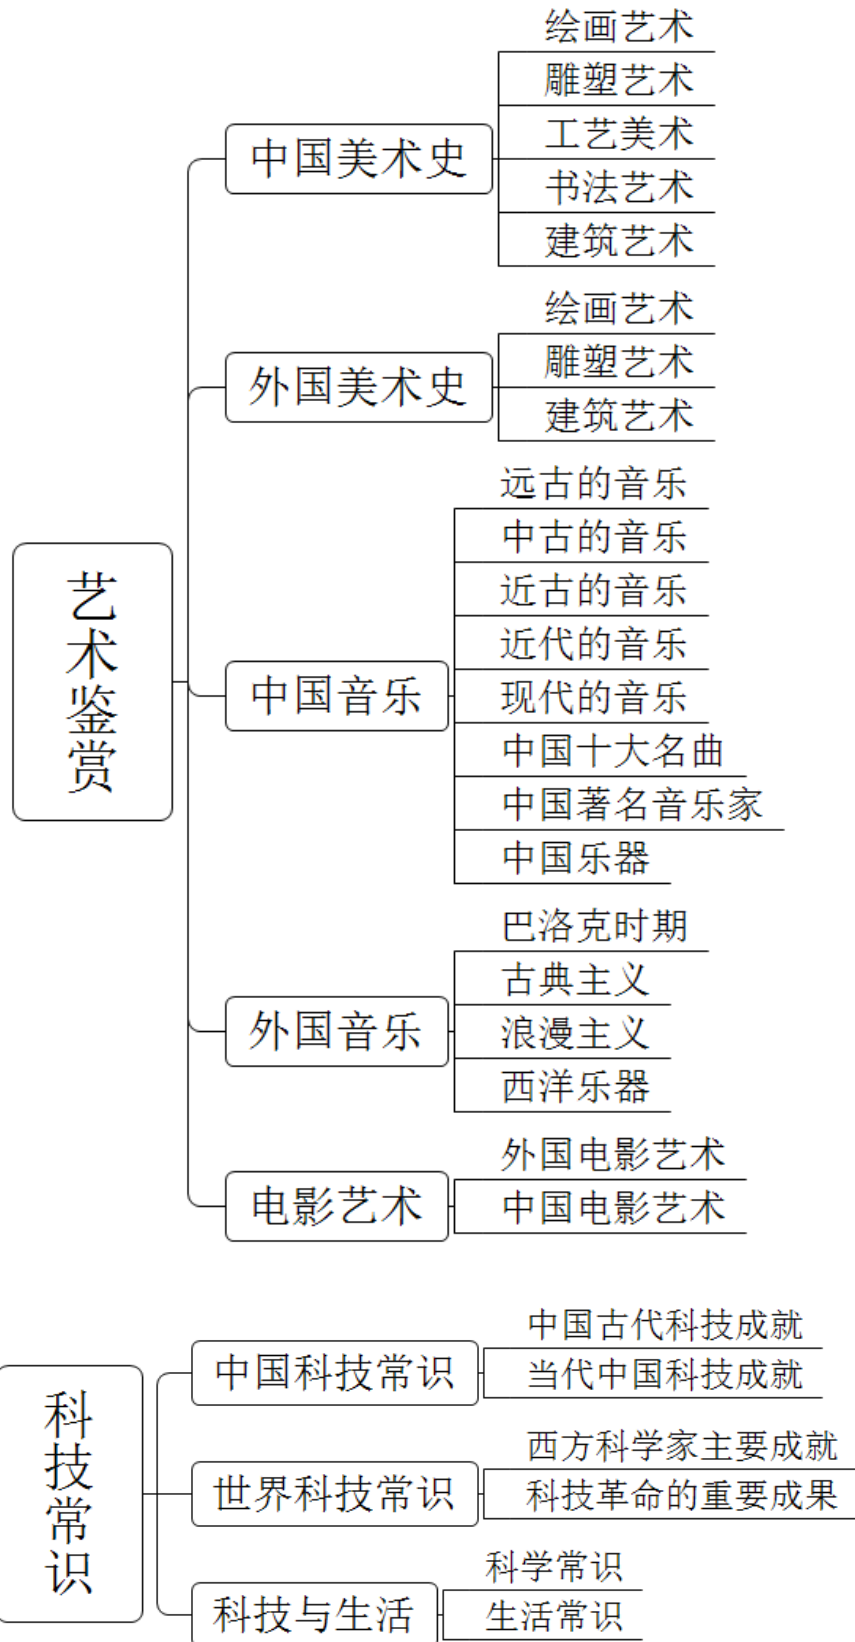 艺术鉴赏
中国美术史
绘画艺术
雕塑艺术
工艺美术
书法艺术
建筑艺术
外国美术史
绘画艺术
雕塑艺术
建筑艺术
中国音乐
远古的音乐
中古的音乐
近古的音乐
近代的音乐
现代的音乐
中国十大名曲
中国著名音乐家
中国乐器
外国音乐
巴洛克时期
古典主义
浪漫主义
西洋乐器
电影艺术
外国电影艺术
中国电影艺术
科技常识
中国科技常识
中国古代科技成就
当代中国科技成就
世界科技常识
西方科学家主要成就
科技革命的重要成果
科技与生活
科学常识
生活常识